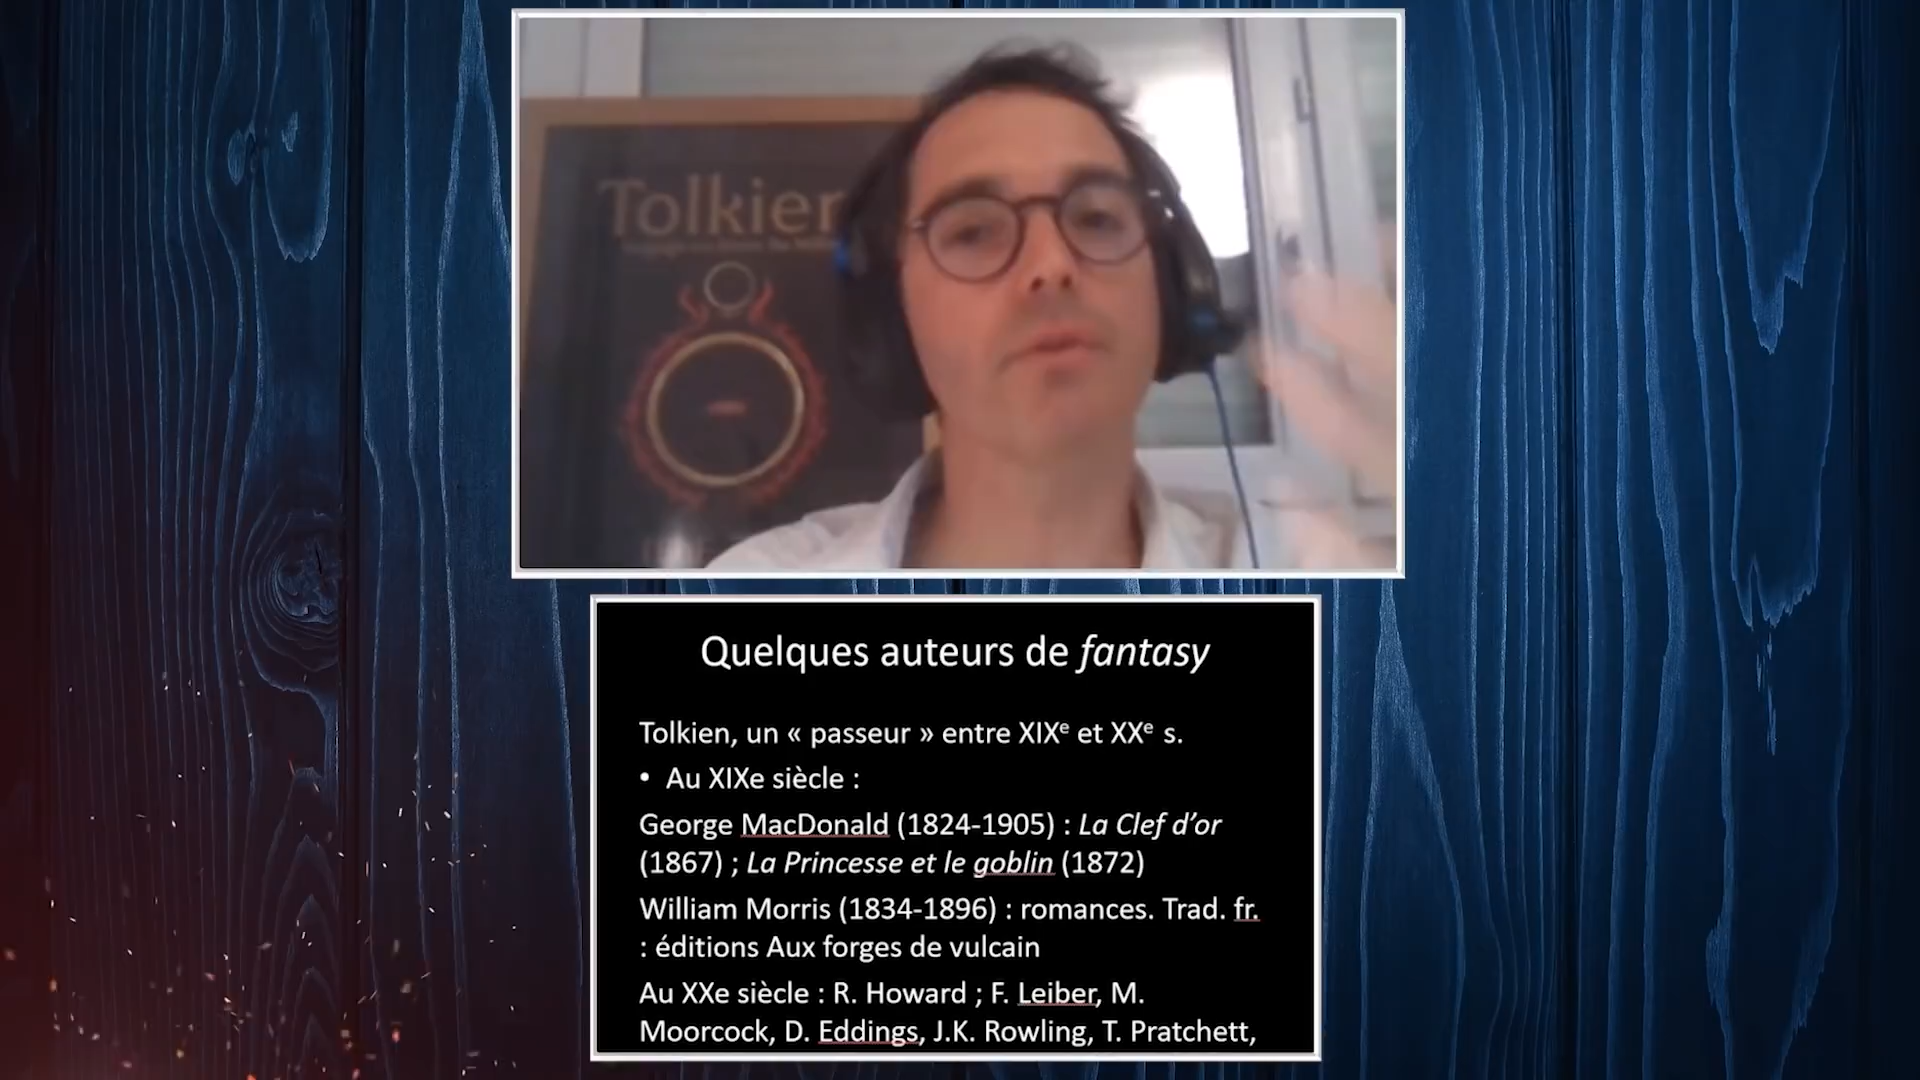 Tolkien
Quelques auteurs de fantasy
Tolkien, un « passeur » entre XIXe et XXe s.
• Au XIXe siècle :
George MacDonald (1824-1905) : La Clef d’or
(1867) ; La Princesse et le goblin (1872)
William Morris (1834-1896) : romances. Trad. fr.
: éditions Aux forges de vulcain
Au XXe siècle : R. Howard ; F. Leiber, M.
Moorcock, D. Eddings, J.K. Rowling, T. Pratchett,